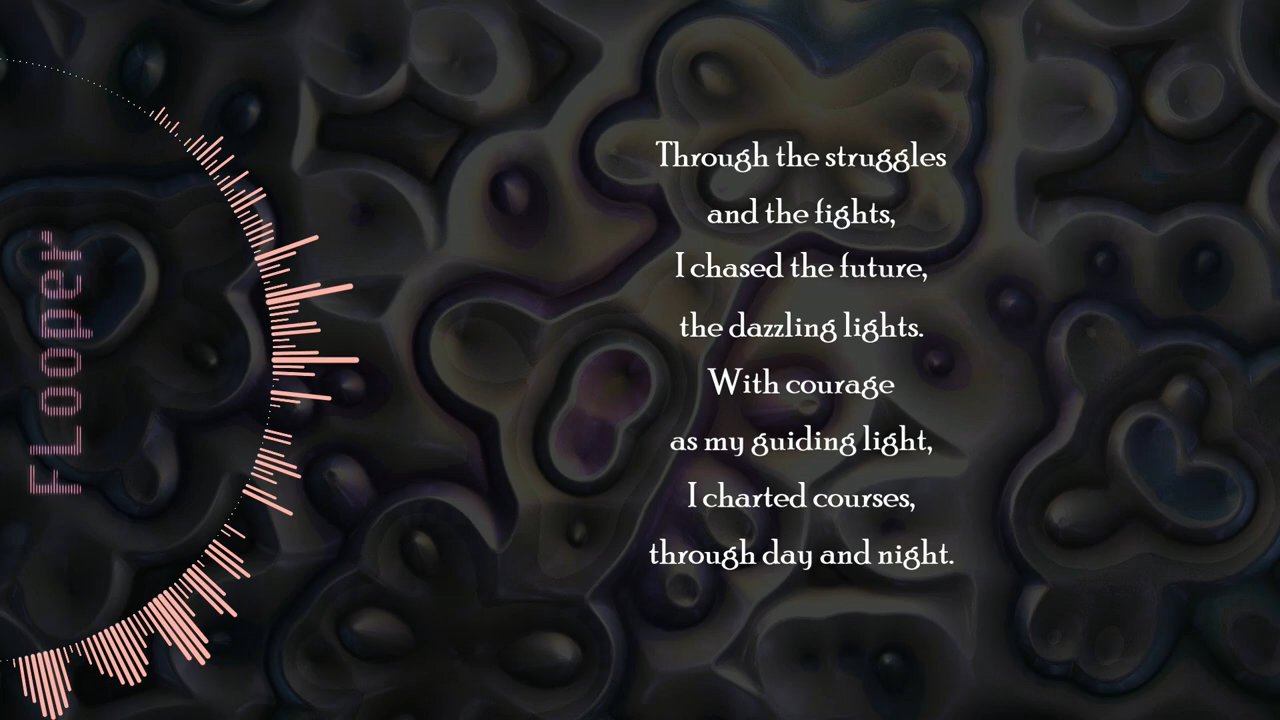 FLooper
Through the struggles
and the fights,
I chased the future,
the dazzling lights.
With courage
as my guiding light,
I charted courses,
through day and night.